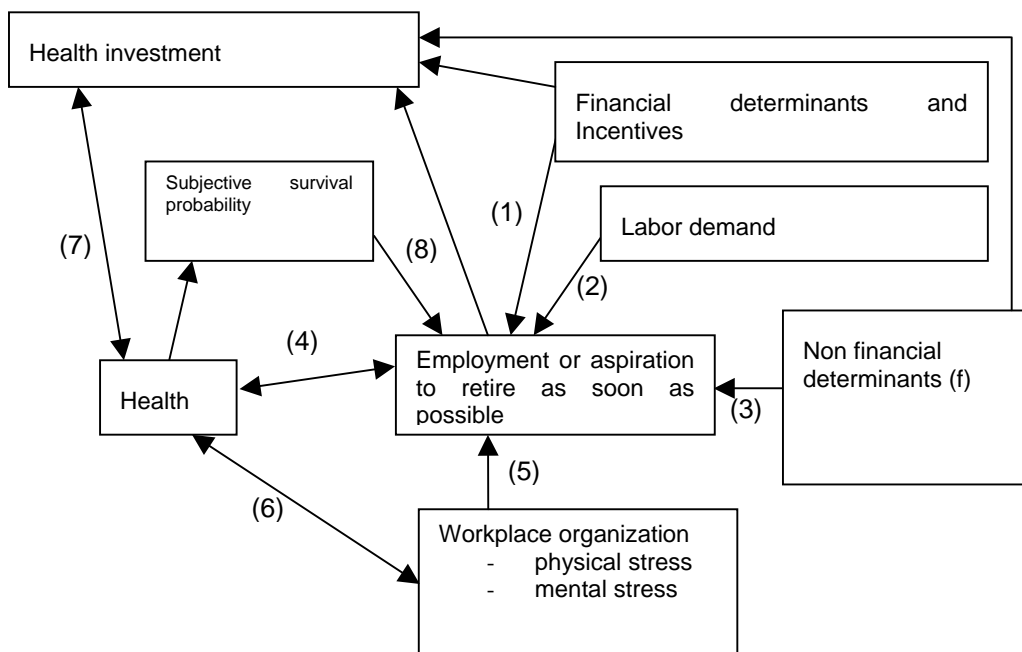 Health investment
Financial determinants and
Incentives
Subjective survival
probability
(1)
Labor demand
(7)
(8)
(2)
(4)
Employment or aspiration
to retire as soon as
possible
Non financial
determinants (f)
Health
(3)
(5)
(6)
Workplace organization
- physical stress
- mental stress